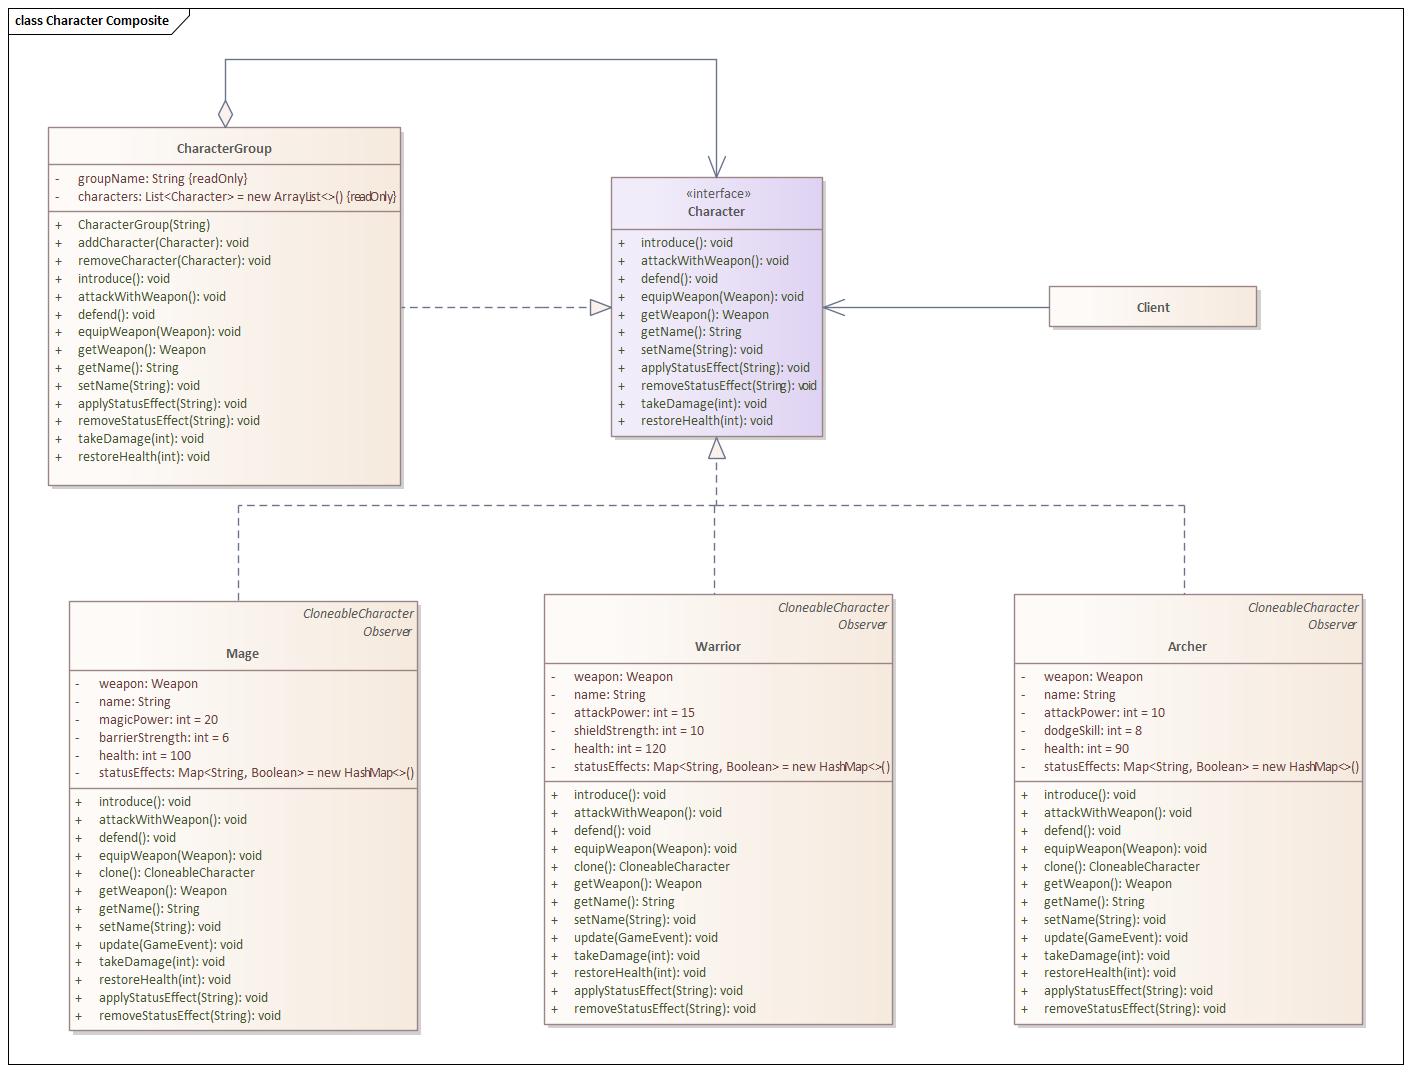 class Character Composite
CharacterGroup
- groupName: String {readOnly}
- characters: List<Character> = new ArrayList<>() {readOnly}
+ CharacterGroup(String)
+ addCharacter(Character): void
+ removeCharacter(Character): void
+ introduce(): void
+ attackWithWeapon(): void
+ defend(): void
+ equipWeapon(Weapon): void
+ getWeapon(): Weapon
+ getName(): String
+ setName(String): void
+ applyStatusEffect(String): void
+ removeStatusEffect(String): void
+ takeDamage(int): void
+ restoreHealth(int): void
«interface»
Character
+ introduce(): void
+ attackWithWeapon(): void
+ defend(): void
+ equipWeapon(Weapon): void
+ getWeapon(): Weapon
+ getName(): String
+ setName(String): void
+ applyStatusEffect(String): void
+ removeStatusEffect(String): void
+ takeDamage(int): void
+ restoreHealth(int): void
Client
CloneableCharacter
Observer
Mage
- weapon: Weapon
- name: String
- magicPower: int = 20
- barrierStrength: int = 6
- health: int = 100
- statusEffects: Map<String, Boolean> = new HashMap<>()
+ introduce(): void
+ attackWithWeapon(): void
+ defend(): void
+ equipWeapon(Weapon): void
+ clone(): CloneableCharacter
+ getWeapon(): Weapon
+ getName(): String
+ setName(String): void
+ update(GameEvent): void
+ takeDamage(int): void
+ restoreHealth(int): void
+ applyStatusEffect(String): void
+ removeStatusEffect(String): void
CloneableCharacter
Observer
Warrior
- weapon: Weapon
- name: String
- attackPower: int = 15
- shieldStrength: int = 10
- health: int = 120
- statusEffects: Map<String, Boolean> = new HashMap<>()
+ introduce(): void
+ attackWithWeapon(): void
+ defend(): void
+ equipWeapon(Weapon): void
+ clone(): CloneableCharacter
+ getWeapon(): Weapon
+ getName(): String
+ setName(String): void
+ update(GameEvent): void
+ takeDamage(int): void
+ restoreHealth(int): void
+ applyStatusEffect(String): void
+ removeStatusEffect(String): void
CloneableCharacter
Observer
Archer
- weapon: Weapon
- name: String
- attackPower: int = 10
- dodgeSkill: int = 8
- health: int = 90
- statusEffects: Map<String, Boolean> = new HashMap<>()
+ introduce(): void
+ attackWithWeapon(): void
+ defend(): void
+ equipWeapon(Weapon): void
+ clone(): CloneableCharacter
+ getWeapon(): Weapon
+ getName(): String
+ setName(String): void
+ update(GameEvent): void
+ takeDamage(int): void
+ restoreHealth(int): void
+ applyStatusEffect(String): void
+ removeStatusEffect(String): void